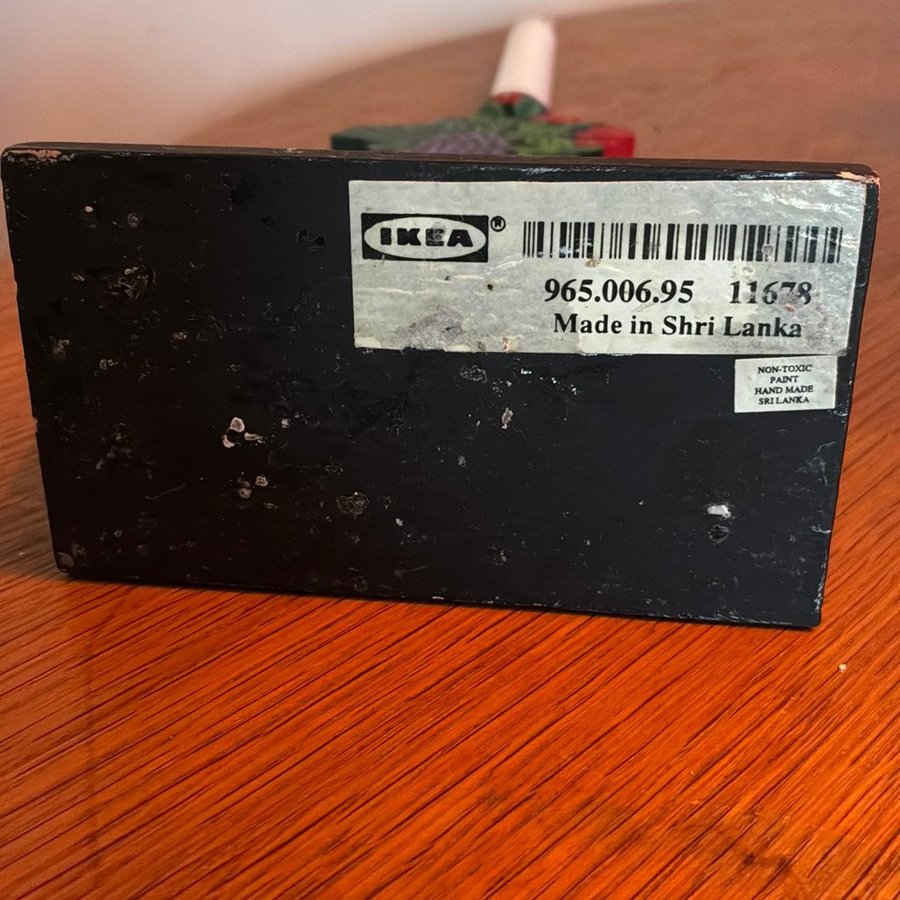 IKEA®
965.006.95 11678
Made in Shri Lanka
NON-TOXIC
PAINT
HAND MADE
SRI LANKA